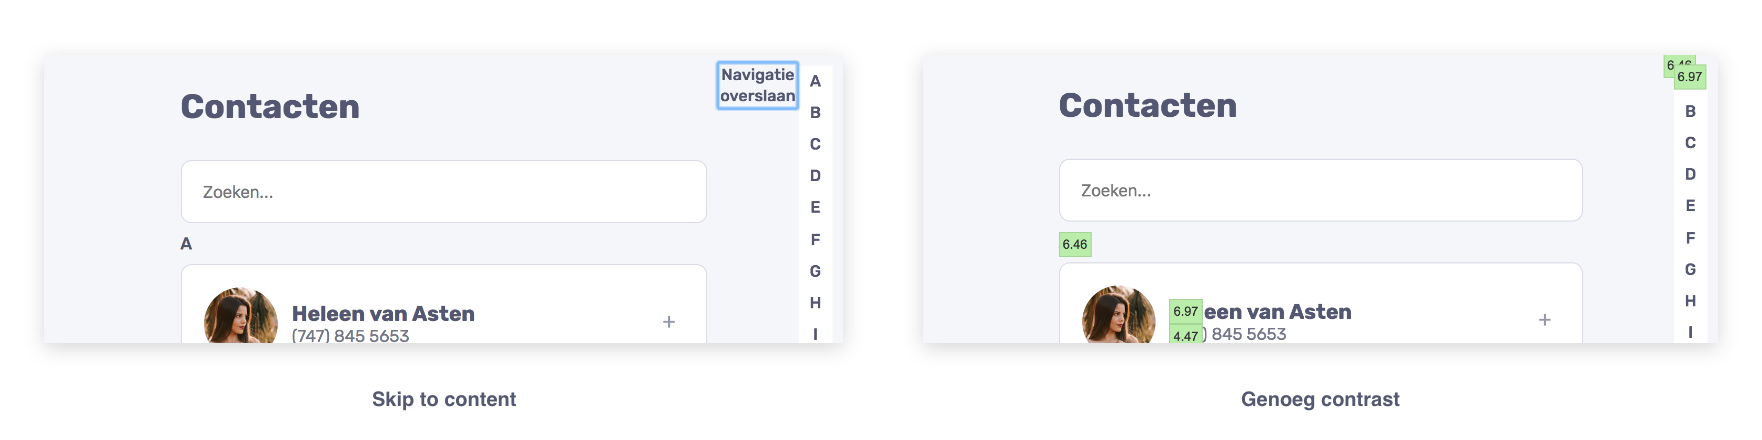 Navigatie
overslaan
Contacten
Zoeken...
A
Heleen van Asten
(747) 845 5653
+
A
B
C
D
E
F
G
H
I
Skip to content
6.46
6.97
Contacten
Zoeken...
6.46
6.97 een van Asten
4.47 ) 845 5653
+
B
C
D
E
F
G
H
I
Genoeg contrast